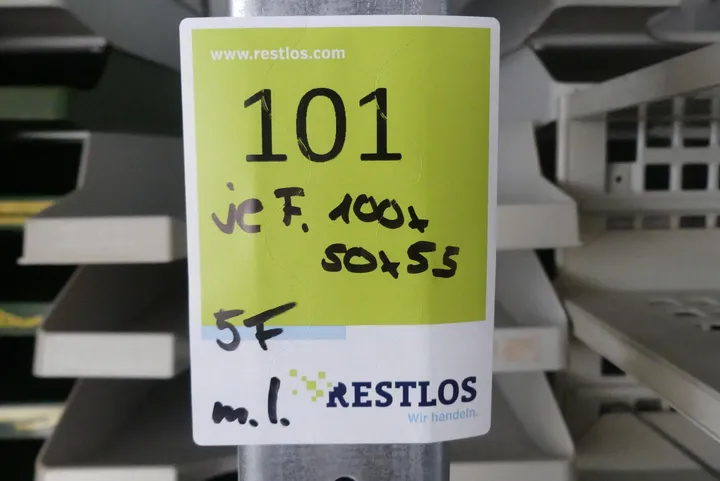 www.restlos.com
101
je F. 100x
50x55
5F
m.l.
RESTLOS
Wir handeln.